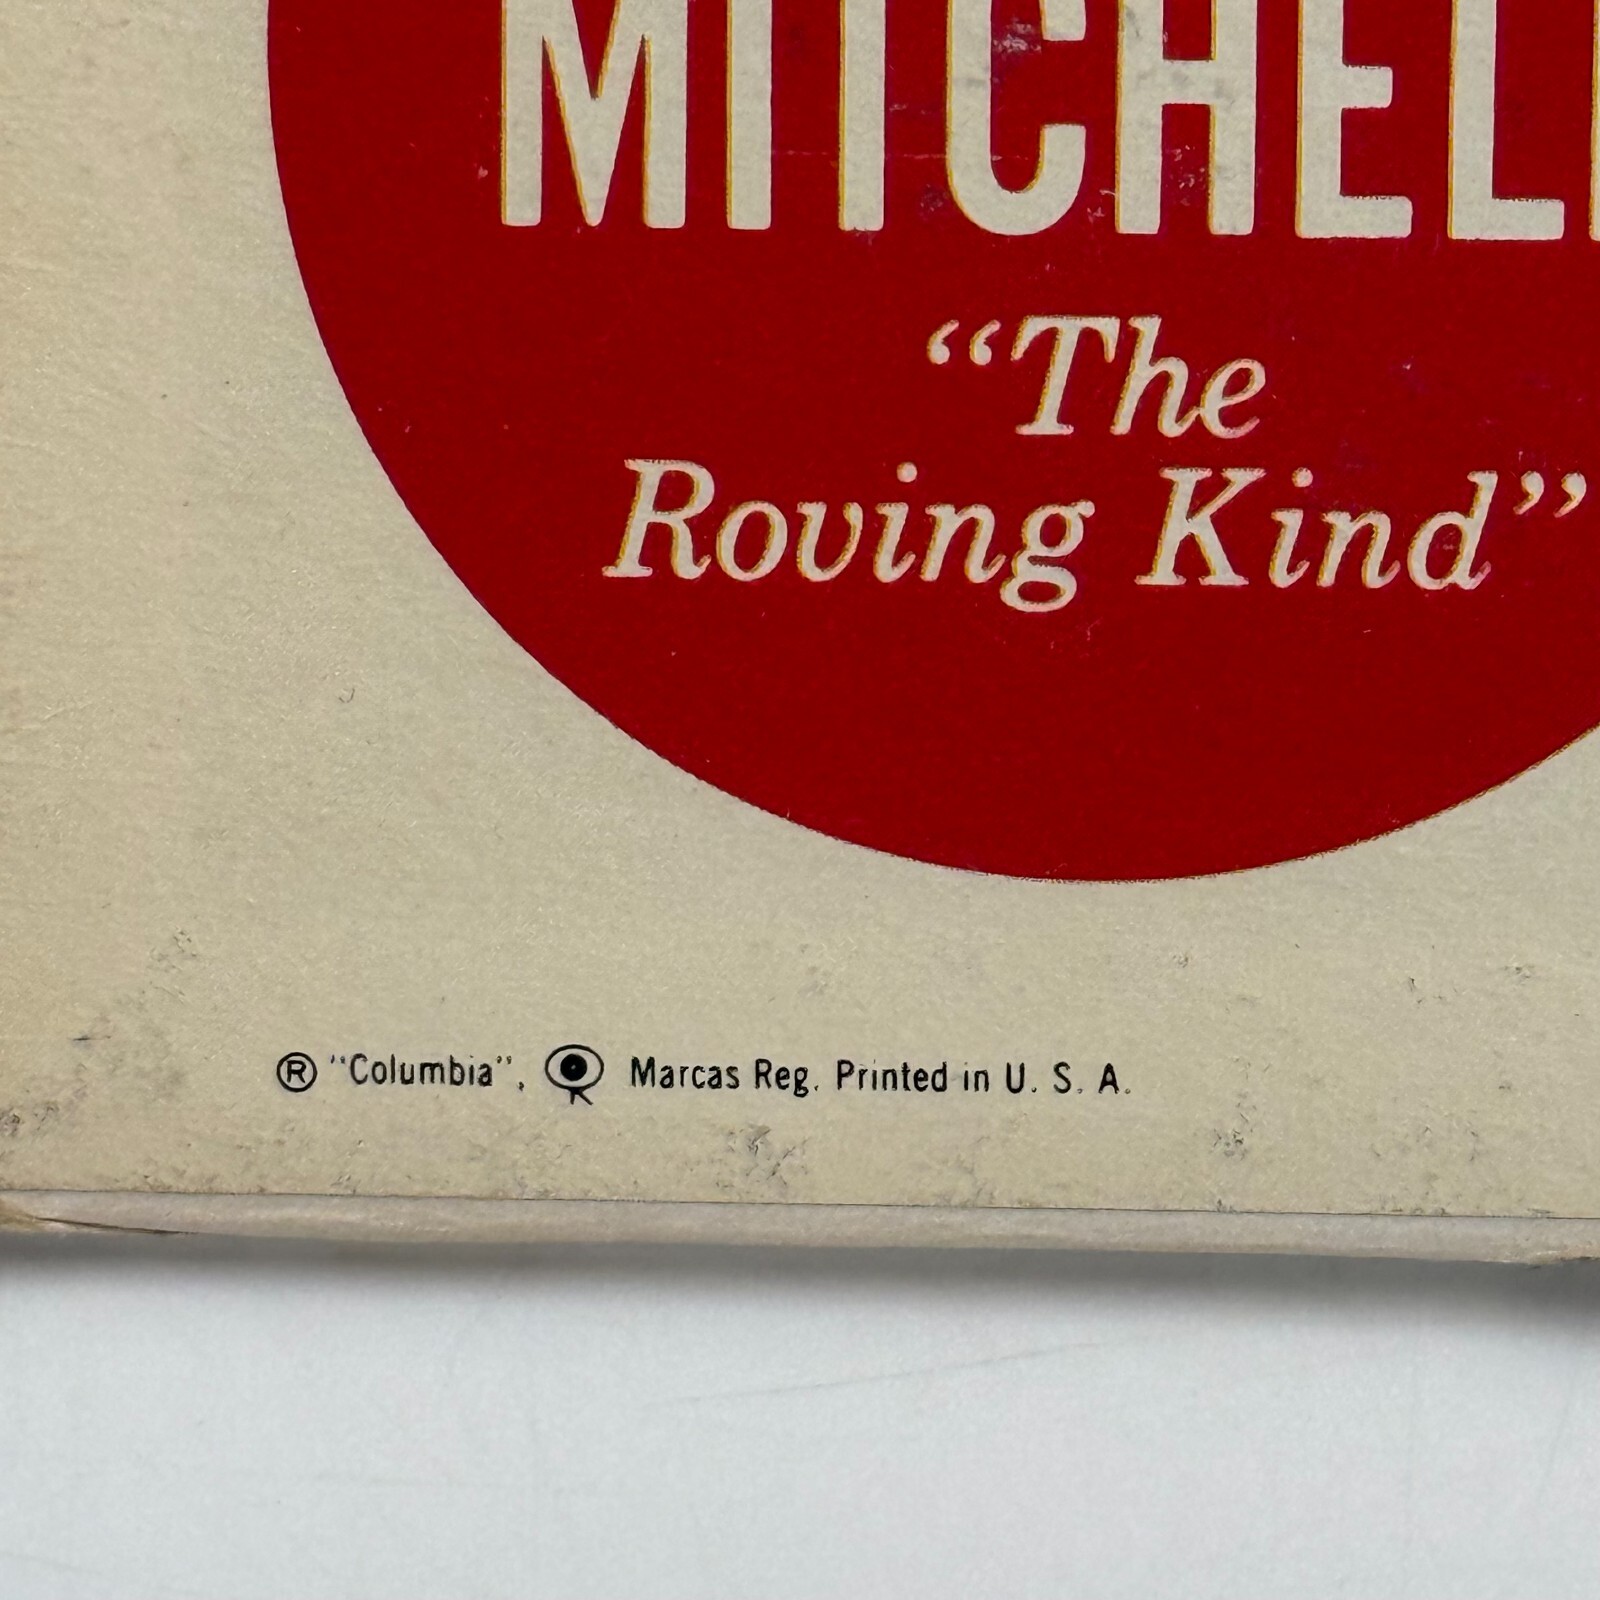 MITCHELL
“The
Roving Kind”
® "Columbia", Marcas Reg. Printed in U. S. A.